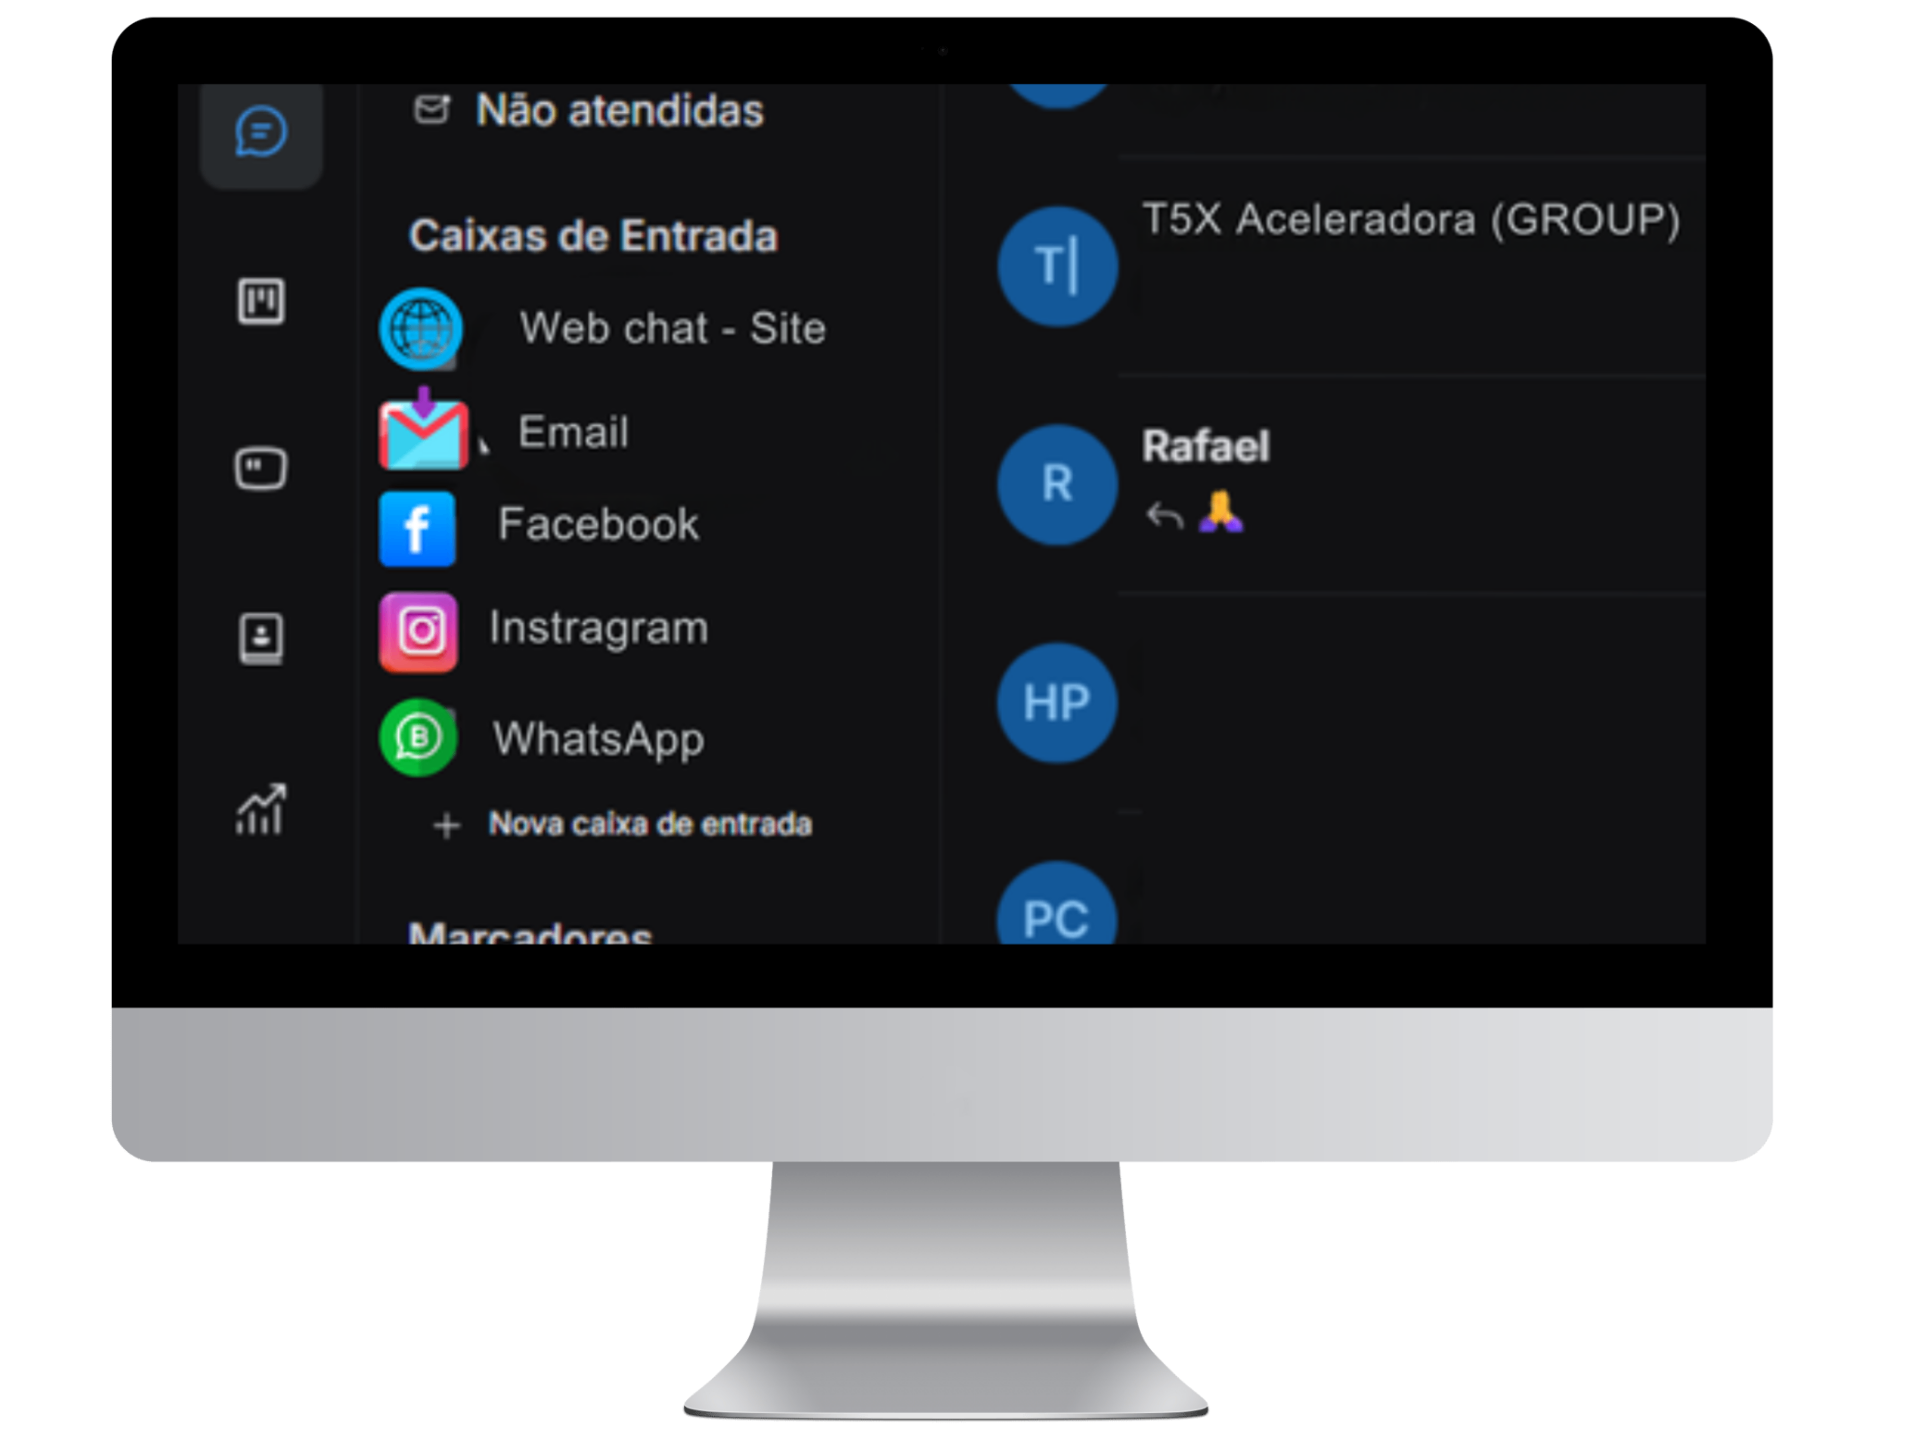 Não atendidas
Caixas de Entrada
Web chat - Site
Email
Facebook
Instragram
WhatsApp
+ Nova caixa de entrada
Marcadores
T|
T5X Aceleradora (GROUP)
R
Rafael
HP
PC